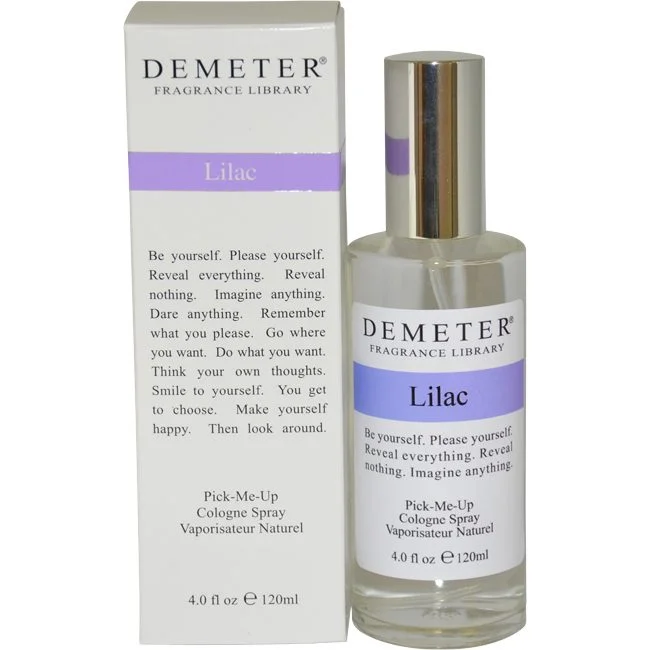 DEMETER®
FRAGRANCE LIBRARY
Lilac
Be yourself. Please yourself.
Reveal everything. Reveal
nothing. Imagine anything.
Dare anything. Remember
what you please. Go where
you want. Do what you want.
Think your own thoughts.
Smile to yourself. You get
to choose. Make yourself
happy. Then look around.
Pick-Me-Up
Cologne Spray
Vaporisateur Naturel
4.0 fl oz ℮ 120ml
DEMETER®
FRAGRANCE LIBRARY
Lilac
Be yourself. Please yourself.
Reveal everything. Reveal
nothing. Imagine anything.
Pick-Me-Up
Cologne Spray
Vaporisateur Naturel
4.0 fl oz ℮ 120ml